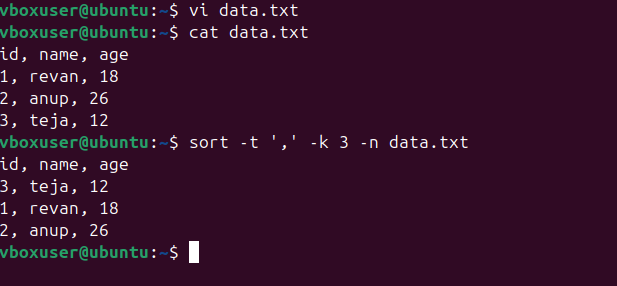 vboxuser@ubuntu:~$ vi data.txt
vboxuser@ubuntu:~$ cat data.txt
id, name, age
1, revan, 18
2, anup, 26
3, teja, 12
vboxuser@ubuntu:~$ sort -t ',' -k 3 -n data.txt
id, name, age
3, teja, 12
1, revan, 18
2, anup, 26
vboxuser@ubuntu:~$